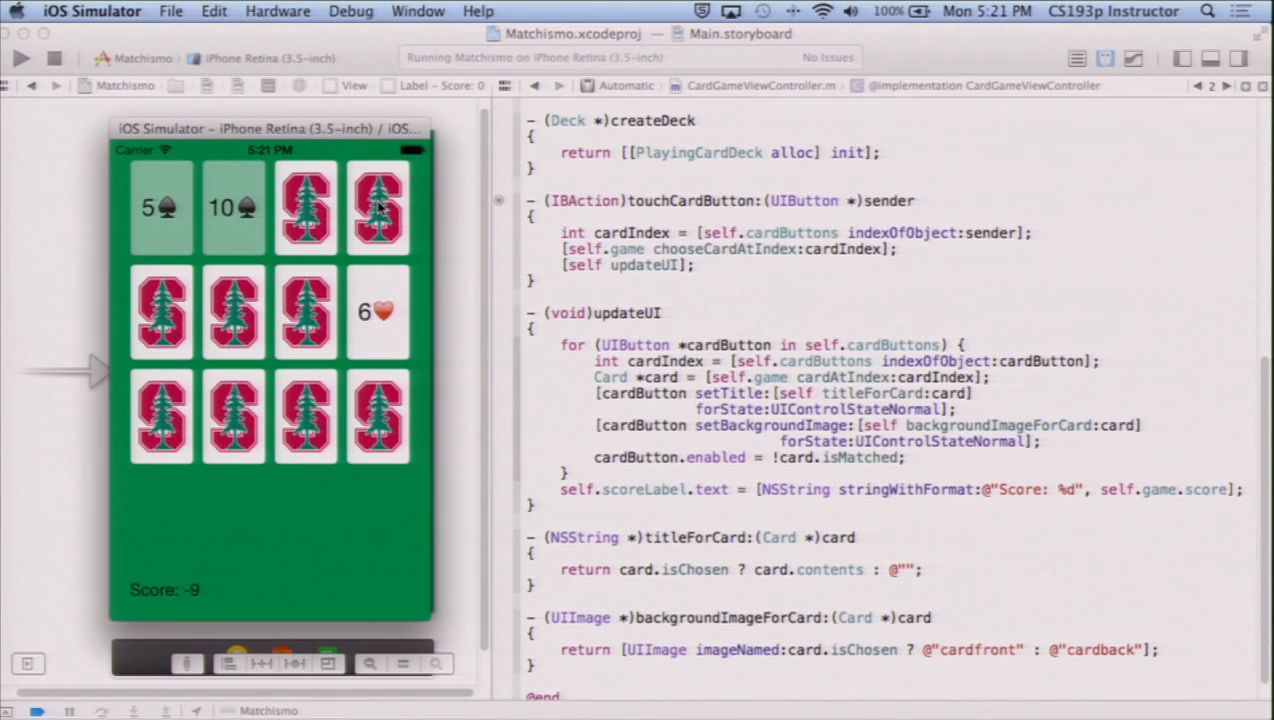 iOS Simulator File Edit Hardware Debug Window Help 100% Mon 5:21 PM CS193p Instructor
Matchismo.xcodeproj — Main.storyboard
Matchismo iPhone Retina (3.5-inch) Running Matchismo on iPhone Retina (3.5-inch) No Issues
Matchismo View Label – Score: 0 Automatic CardGameViewController.m @implementation CardGameViewController 2
iOS Simulator – iPhone Retina (3.5-inch) / iOS...
Carrier 5:21 PM
5♠ 10♠
6♥
Score: -9
- (Deck *)createDeck
{
return [[PlayingCardDeck alloc] init];
}
- (IBAction)touchCardButton:(UIButton *)sender
{
int cardIndex = [self.cardButtons indexOfObject:sender];
[self.game chooseCardAtIndex:cardIndex];
[self updateUI];
}
- (void)updateUI
{
for (UIButton *cardButton in self.cardButtons) {
int cardIndex = [self.cardButtons indexOfObject:cardButton];
Card *card = [self.game cardAtIndex:cardIndex];
[cardButton setTitle:[self titleForCard:card]
forState:UIControlStateNormal];
[cardButton setBackgroundImage:[self backgroundImageForCard:card]
forState:UIControlStateNormal];
cardButton.enabled = !card.isMatched;
}
self.scoreLabel.text = [NSString stringWithFormat:@"Score: %d", self.game.score];
}
- (NSString *)titleForCard:(Card *)card
{
return card.isChosen ? card.contents : @"";
}
- (UIImage *)backgroundImageForCard:(Card *)card
{
return [UIImage imageNamed:card.isChosen ? @"cardfront" : @"cardback"];
}
@end
Matchismo